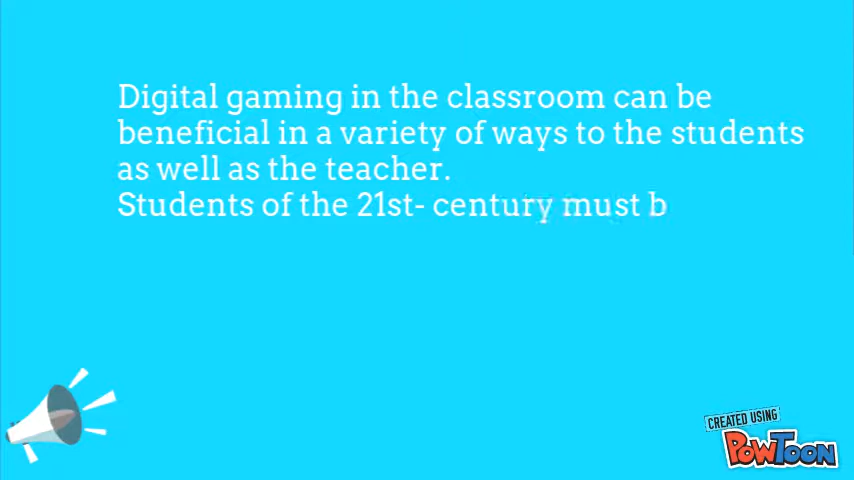 Digital gaming in the classroom can be
beneficial in a variety of ways to the students
as well as the teacher.
Students of the 21st- century must b
CREATED USING
POWTOON